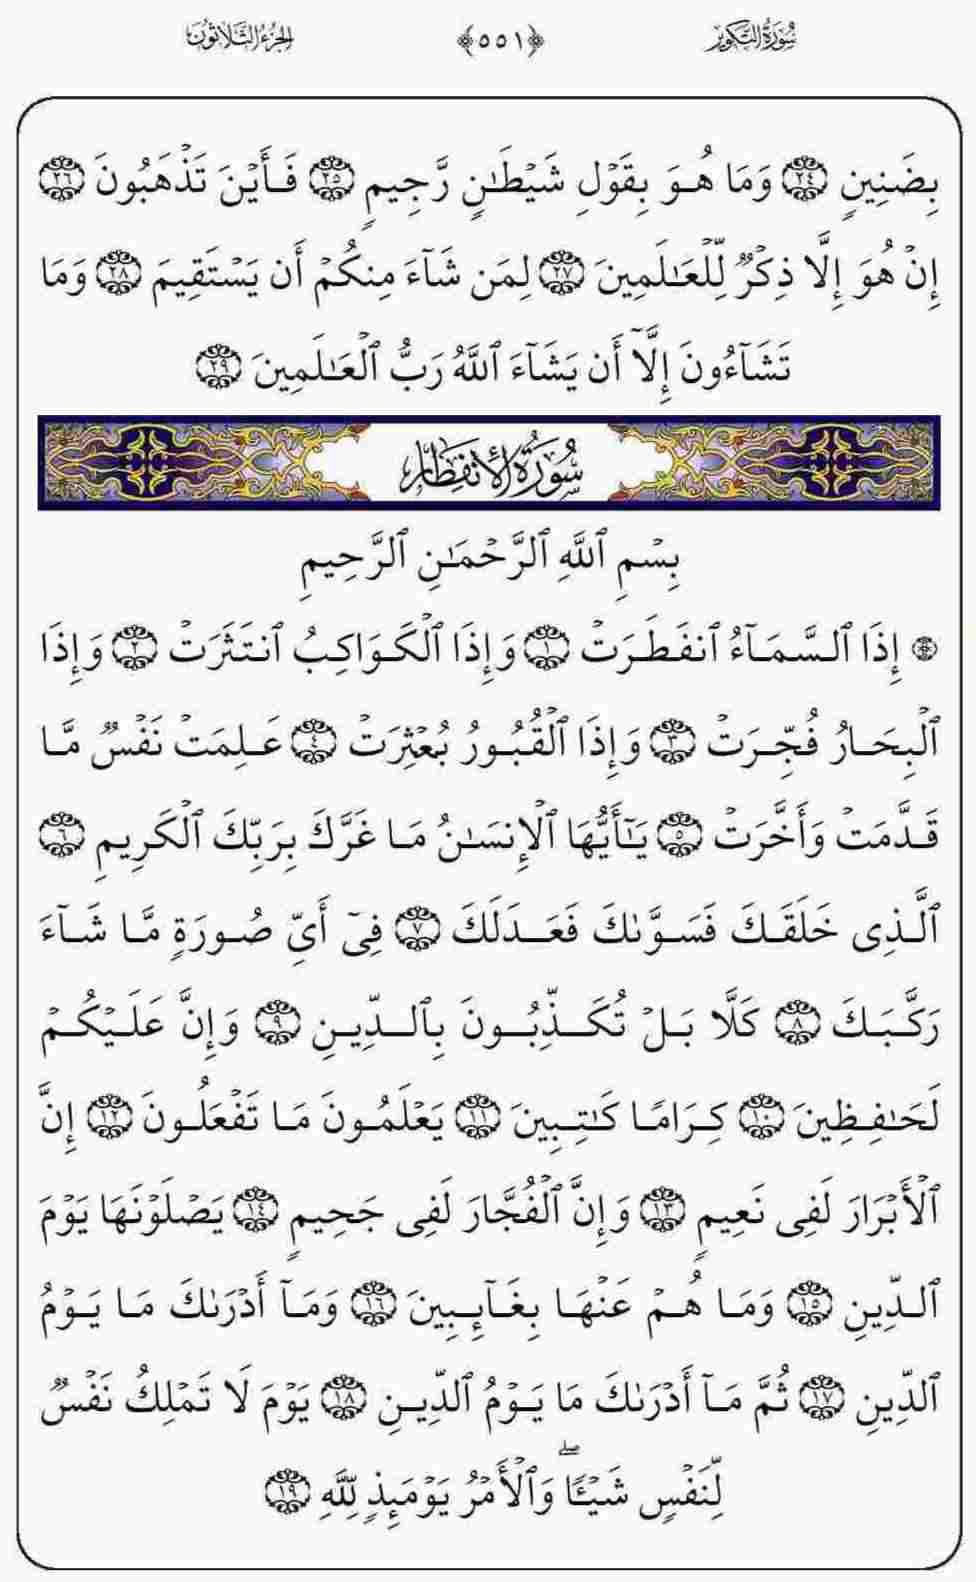 سُورَةُ التَّكْوِيرِ ﴿٥٥١﴾ الجُزْءُ الثَّلَاثُونَ
بِضَنِينٖ ٢٤ وَمَا هُوَ بِقَوۡلِ شَيۡطَٰنٖ رَّجِيمٖ ٢٥ فَأَيۡنَ تَذۡهَبُونَ ٢٦
إِنۡ هُوَ إِلَّا ذِكۡرٞ لِّلۡعَٰلَمِينَ ٢٧ لِمَن شَآءَ مِنكُمۡ أَن يَسۡتَقِيمَ ٢٨ وَمَا
تَشَآءُونَ إِلَّآ أَن يَشَآءَ ٱللَّهُ رَبُّ ٱلۡعَٰلَمِينَ ٢٩
سُورَةُ الانفِطَارِ
بِسۡمِ ٱللَّهِ ٱلرَّحۡمَٰنِ ٱلرَّحِيمِ
۞ إِذَا ٱلسَّمَآءُ ٱنفَطَرَتۡ ١ وَإِذَا ٱلۡكَوَاكِبُ ٱنتَثَرَتۡ ٢ وَإِذَا
ٱلۡبِحَارُ فُجِّرَتۡ ٣ وَإِذَا ٱلۡقُبُورُ بُعۡثِرَتۡ ٤ عَلِمَتۡ نَفۡسٞ مَّا
قَدَّمَتۡ وَأَخَّرَتۡ ٥ يَٰٓأَيُّهَا ٱلۡإِنسَٰنُ مَا غَرَّكَ بِرَبِّكَ ٱلۡكَرِيمِ ٦
ٱلَّذِي خَلَقَكَ فَسَوَّىٰكَ فَعَدَلَكَ ٧ فِيٓ أَيِّ صُورَةٖ مَّا شَآءَ
رَكَّبَكَ ٨ كَلَّا بَلۡ تُكَذِّبُونَ بِٱلدِّينِ ٩ وَإِنَّ عَلَيۡكُمۡ
لَحَٰفِظِينَ ١٠ كِرَامٗا كَٰتِبِينَ ١١ يَعۡلَمُونَ مَا تَفۡعَلُونَ ١٢ إِنَّ
ٱلۡأَبۡرَارَ لَفِي نَعِيمٖ ١٣ وَإِنَّ ٱلۡفُجَّارَ لَفِي جَحِيمٖ ١٤ يَصۡلَوۡنَهَا يَوۡمَ
ٱلدِّينِ ١٥ وَمَا هُمۡ عَنۡهَا بِغَآئِبِينَ ١٦ وَمَآ أَدۡرَىٰكَ مَا يَوۡمُ
ٱلدِّينِ ١٧ ثُمَّ مَآ أَدۡرَىٰكَ مَا يَوۡمُ ٱلدِّينِ ١٨ يَوۡمَ لَا تَمۡلِكُ نَفۡسٞ
لِّنَفۡسٖ شَيۡـٔٗاۖ وَٱلۡأَمۡرُ يَوۡمَئِذٖ لِّلَّهِ ١٩